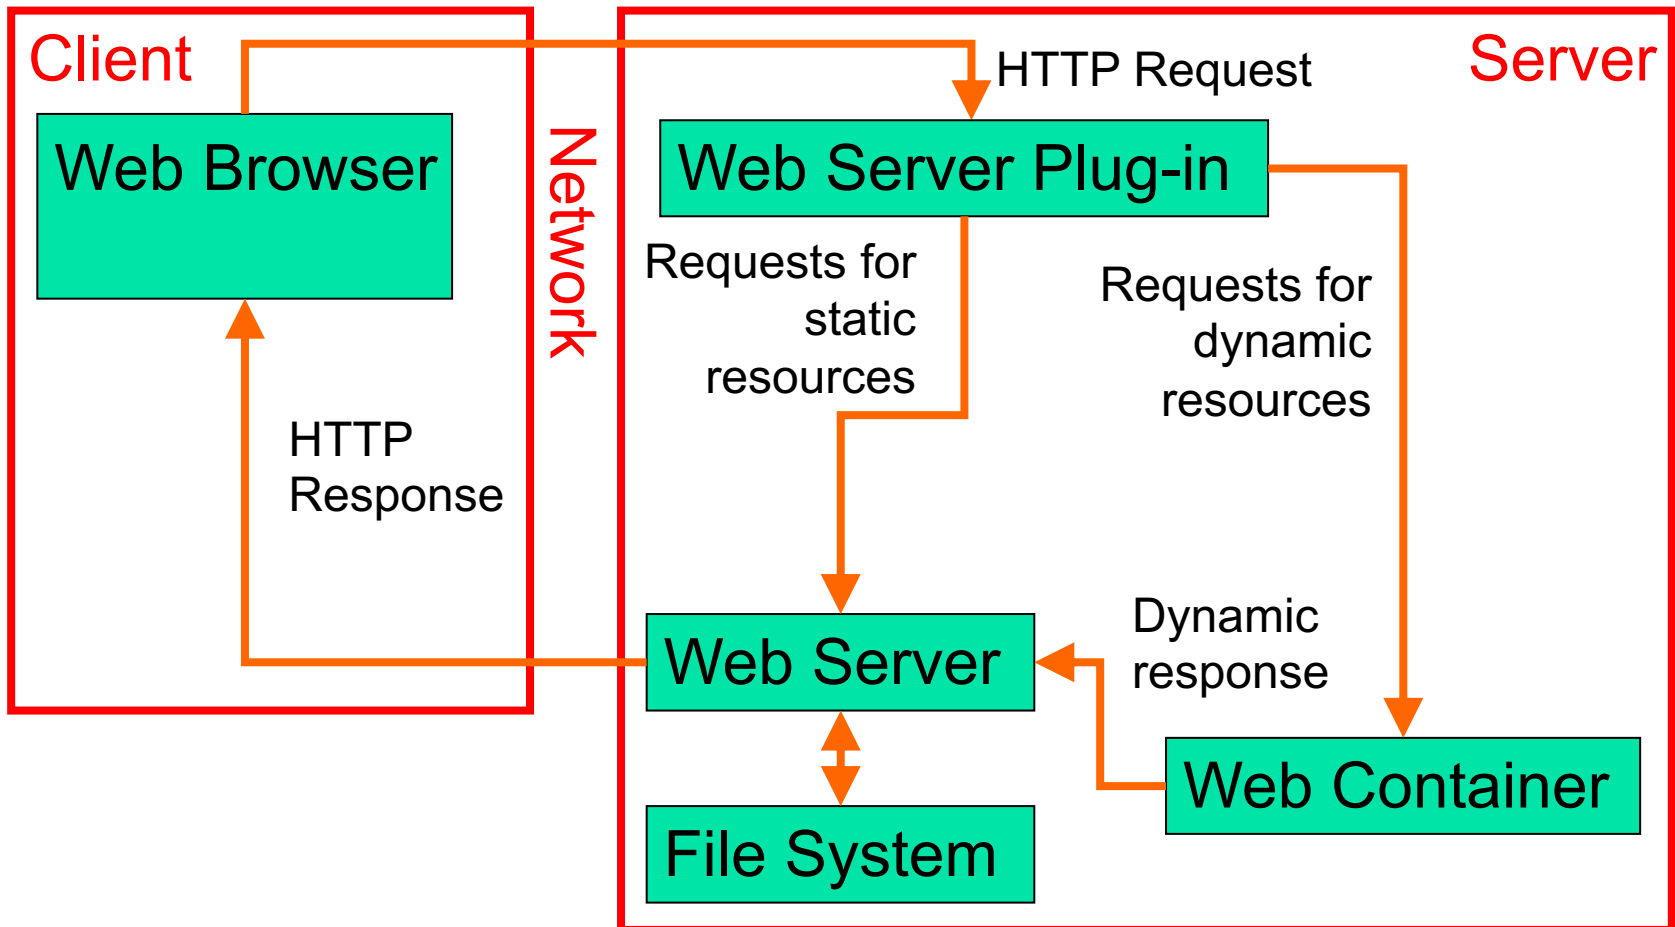 Client
Server
HTTP Request
Web Browser
Network
Web Server Plug-in
Requests for
static
resources
Requests for
dynamic
resources
HTTP
Response
Dynamic
response
Web Server
Web Container
File System